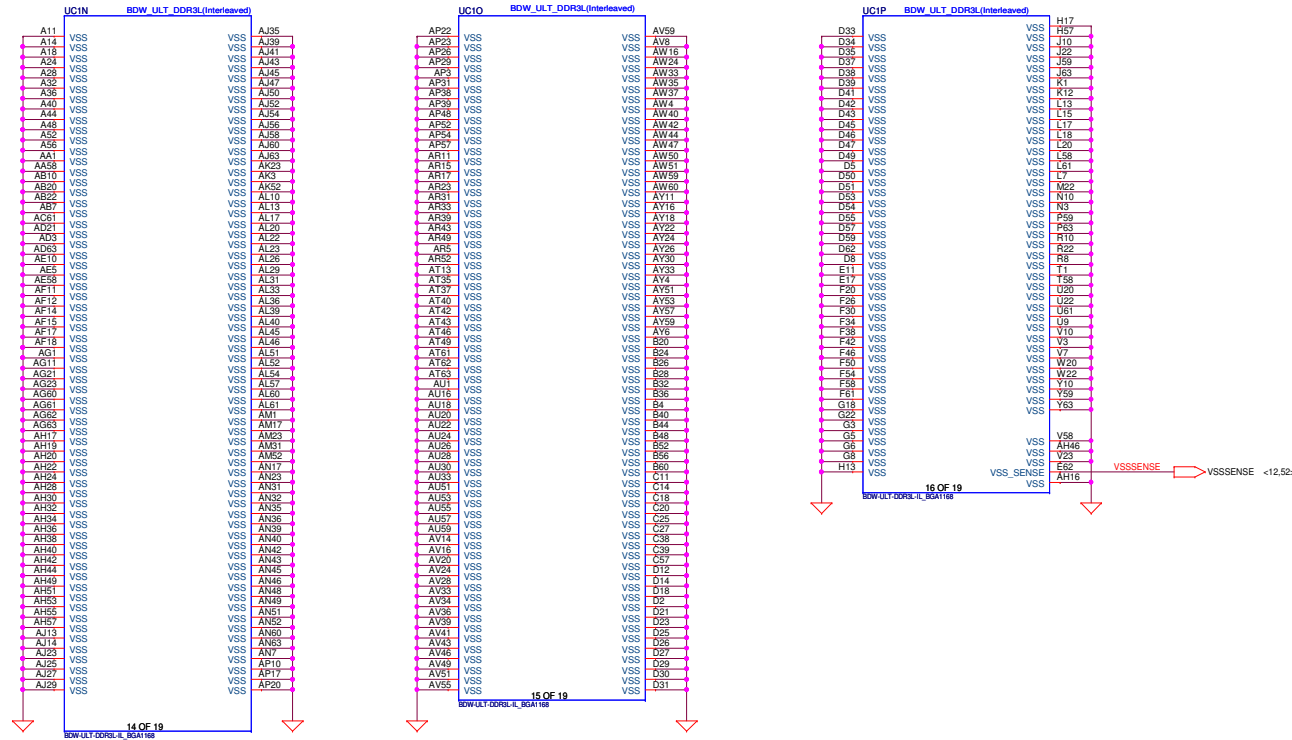 UC1N BDW_ULT_DDR3L(Interleaved)
A11 VSS VSS AJ35
A14 VSS VSS AJ39
A18 VSS VSS AJ41
A24 VSS VSS AJ43
A28 VSS VSS AJ45
A32 VSS VSS AJ47
A36 VSS VSS AJ50
A40 VSS VSS AJ52
A44 VSS VSS AJ54
A48 VSS VSS AJ56
A52 VSS VSS AJ58
A56 VSS VSS AJ60
AA1 VSS VSS AJ63
AA58 VSS VSS AK23
AB10 VSS VSS AK3
AB20 VSS VSS AK52
AB22 VSS VSS AL10
AB7 VSS VSS AL13
AC61 VSS VSS AL17
AD21 VSS VSS AL20
AD3 VSS VSS AL22
AD63 VSS VSS AL23
AE10 VSS VSS AL26
AE5 VSS VSS AL29
AE58 VSS VSS AL31
AF11 VSS VSS AL33
AF12 VSS VSS AL36
AF14 VSS VSS AL39
AF15 VSS VSS AL40
AF17 VSS VSS AL45
AF18 VSS VSS AL46
AG1 VSS VSS AL51
AG11 VSS VSS AL52
AG21 VSS VSS AL54
AG23 VSS VSS AL57
AG60 VSS VSS AL60
AG61 VSS VSS AL61
AG62 VSS VSS AM1
AG63 VSS VSS AM17
AH17 VSS VSS AM23
AH19 VSS VSS AM31
AH20 VSS VSS AM52
AH22 VSS VSS AN17
AH24 VSS VSS AN23
AH28 VSS VSS AN31
AH30 VSS VSS AN32
AH32 VSS VSS AN35
AH34 VSS VSS AN36
AH36 VSS VSS AN39
AH38 VSS VSS AN40
AH40 VSS VSS AN42
AH42 VSS VSS AN43
AH44 VSS VSS AN45
AH49 VSS VSS AN46
AH51 VSS VSS AN48
AH53 VSS VSS AN49
AH55 VSS VSS AN51
AH57 VSS VSS AN52
AJ13 VSS VSS AN60
AJ14 VSS VSS AN63
AJ23 VSS VSS AN7
AJ25 VSS VSS AP10
AJ27 VSS VSS AP17
AJ29 VSS VSS AP20
14 OF 19
BDW-ULT-DDR3L-IL_BGA1168
UC1O BDW_ULT_DDR3L(Interleaved)
AP22 VSS VSS AV59
AP23 VSS VSS AV8
AP26 VSS VSS AW16
AP29 VSS VSS AW24
AP3 VSS VSS AW33
AP31 VSS VSS AW35
AP38 VSS VSS AW37
AP39 VSS VSS AW4
AP48 VSS VSS AW40
AP52 VSS VSS AW42
AP54 VSS VSS AW44
AP57 VSS VSS AW47
AR11 VSS VSS AW50
AR15 VSS VSS AW51
AR17 VSS VSS AW59
AR23 VSS VSS AW60
AR31 VSS VSS AY11
AR33 VSS VSS AY16
AR39 VSS VSS AY18
AR43 VSS VSS AY22
AR49 VSS VSS AY24
AR5 VSS VSS AY26
AR52 VSS VSS AY30
AT13 VSS VSS AY33
AT35 VSS VSS AY4
AT37 VSS VSS AY51
AT40 VSS VSS AY53
AT42 VSS VSS AY57
AT43 VSS VSS AY59
AT46 VSS VSS AY6
AT49 VSS VSS B20
AT61 VSS VSS B24
AT62 VSS VSS B26
AT63 VSS VSS B28
AU1 VSS VSS B32
AU16 VSS VSS B36
AU18 VSS VSS B4
AU20 VSS VSS B40
AU22 VSS VSS B44
AU24 VSS VSS B48
AU26 VSS VSS B52
AU28 VSS VSS B56
AU30 VSS VSS B60
AU33 VSS VSS C11
AU51 VSS VSS C14
AU53 VSS VSS C18
AU55 VSS VSS C20
AU57 VSS VSS C25
AU59 VSS VSS C27
AV14 VSS VSS C38
AV16 VSS VSS C39
AV20 VSS VSS C57
AV24 VSS VSS D12
AV28 VSS VSS D14
AV33 VSS VSS D18
AV34 VSS VSS D2
AV36 VSS VSS D21
AV39 VSS VSS D23
AV41 VSS VSS D25
AV43 VSS VSS D26
AV46 VSS VSS D27
AV49 VSS VSS D29
AV51 VSS VSS D30
AV55 VSS VSS D31
15 OF 19
BDW-ULT-DDR3L-IL_BGA1168
UC1P BDW_ULT_DDR3L(Interleaved)
VSS H17
D33 VSS VSS H57
D34 VSS VSS J10
D35 VSS VSS J22
D37 VSS VSS J59
D38 VSS VSS J63
D39 VSS VSS K1
D41 VSS VSS K12
D42 VSS VSS L13
D43 VSS VSS L15
D45 VSS VSS L17
D46 VSS VSS L18
D47 VSS VSS L20
D49 VSS VSS L58
D5 VSS VSS L61
D50 VSS VSS L7
D51 VSS VSS M22
D53 VSS VSS N10
D54 VSS VSS N3
D55 VSS VSS P59
D57 VSS VSS P63
D59 VSS VSS R10
D62 VSS VSS R22
D8 VSS VSS R8
E11 VSS VSS T1
E17 VSS VSS T58
F20 VSS VSS U20
F26 VSS VSS U22
F30 VSS VSS U61
F34 VSS VSS U9
F38 VSS VSS V10
F42 VSS VSS V3
F46 VSS VSS V7
F50 VSS VSS W20
F54 VSS VSS W22
F58 VSS VSS Y10
F61 VSS VSS Y59
G18 VSS VSS Y63
G22 VSS
G3 VSS
G5 VSS VSS V58
G6 VSS VSS AH46
G8 VSS VSS V23
H13 VSS VSS_SENSE E62 VSSSENSE VSSSENSE <12,52>
VSS AH16
16 OF 19
BDW-ULT-DDR3L-IL_BGA1168